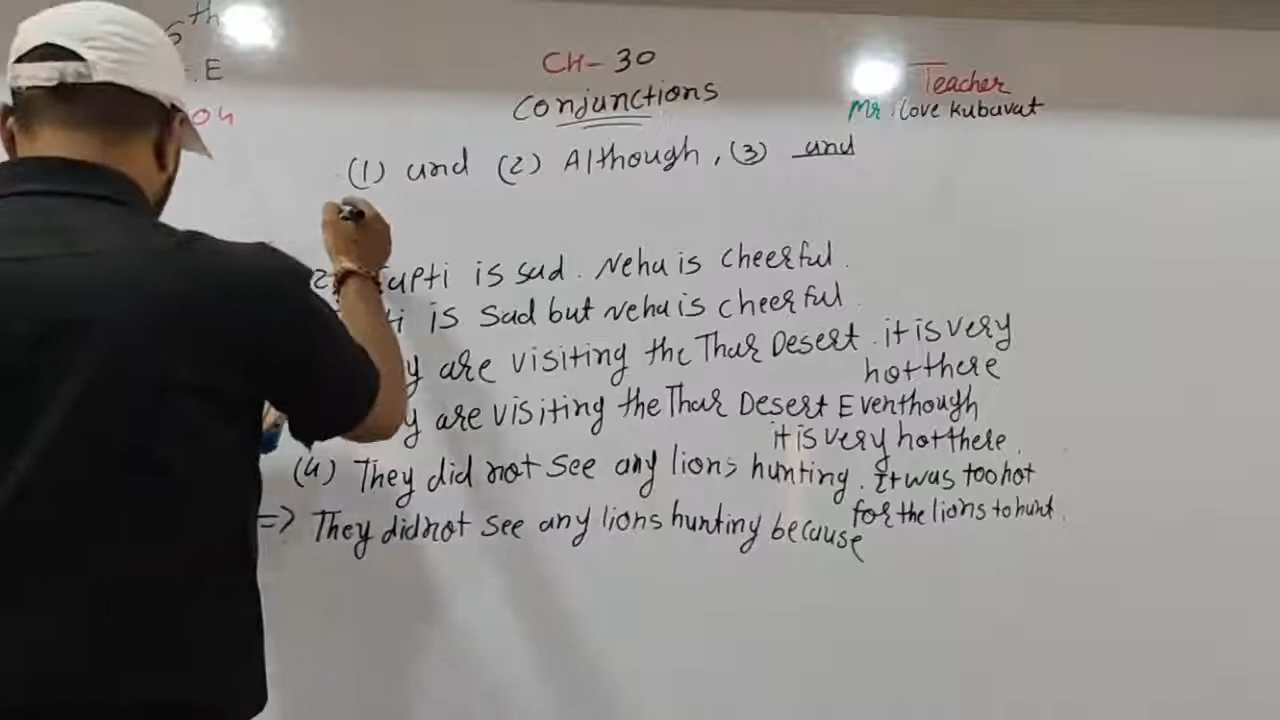 5th
.E
04
CH-30
Conjunctions
Teacher
Mr. love Kubavat
(1) and (2) Although, (3) and
is sad. Neha is cheerful.
is sad but Neha is cheerful.
are visiting the Thar Desert. it is very
hot there
are visiting the Thar Desert Eventhough
it is very hot there.
(4) They did not see any lions hunting. It was too hot
for the lions to hunt.
=> They did not see any lions hunting because